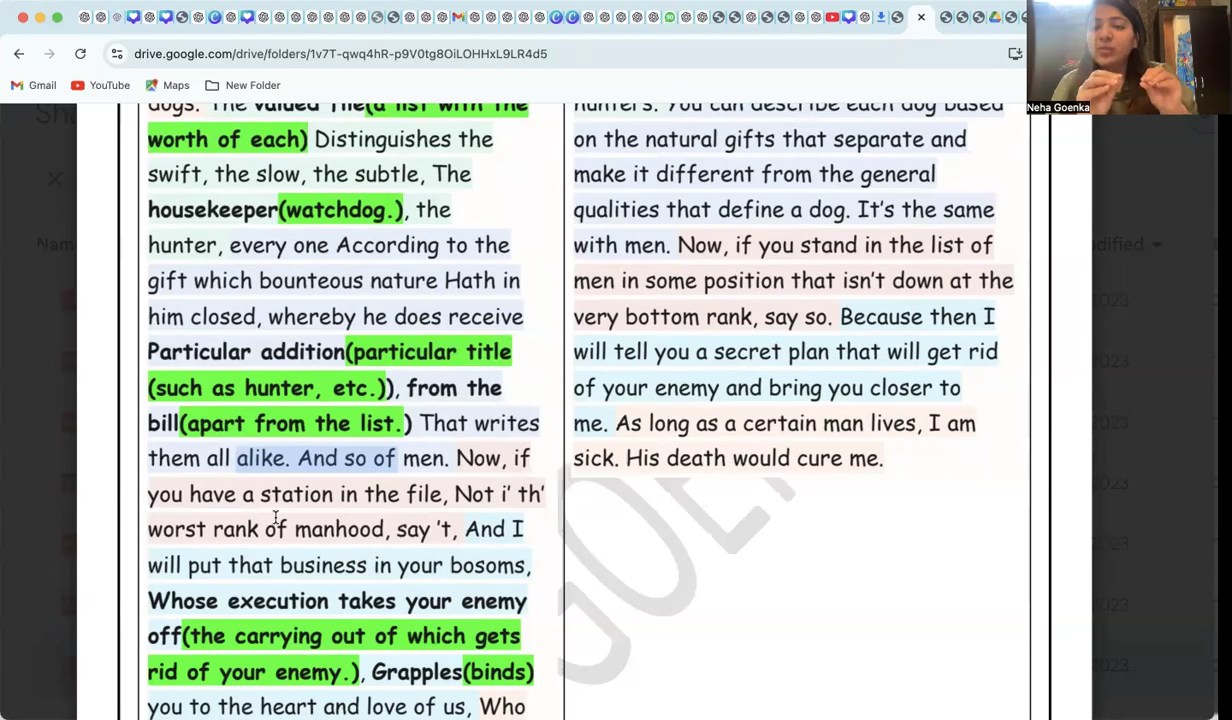 drive.google.com/drive/folders/1v7T-qwq4hR-p9V0tg8OiLOHHxL9LR4d5
Gmail YouTube Maps New Folder
Neha Goenka
dogs. The valued file(a list with the
worth of each) Distinguishes the
swift, the slow, the subtle, The
housekeeper(watchdog.), the
hunter, every one According to the
gift which bounteous nature Hath in
him closed, whereby he does receive
Particular addition(particular title
(such as hunter, etc.)), from the
bill(apart from the list.) That writes
them all alike. And so of men. Now, if
you have a station in the file, Not i' th'
worst rank of manhood, say 't, And I
will put that business in your bosoms,
Whose execution takes your enemy
off(the carrying out of which gets
rid of your enemy.), Grapples(binds)
you to the heart and love of us, Who
hunters. You can describe each dog based
on the natural gifts that separate and
make it different from the general
qualities that define a dog. It's the same
with men. Now, if you stand in the list of
men in some position that isn't down at the
very bottom rank, say so. Because then I
will tell you a secret plan that will get rid
of your enemy and bring you closer to
me. As long as a certain man lives, I am
sick. His death would cure me.
GOE
Sh
Nam
odified
2023
2023
2023
2023
2023